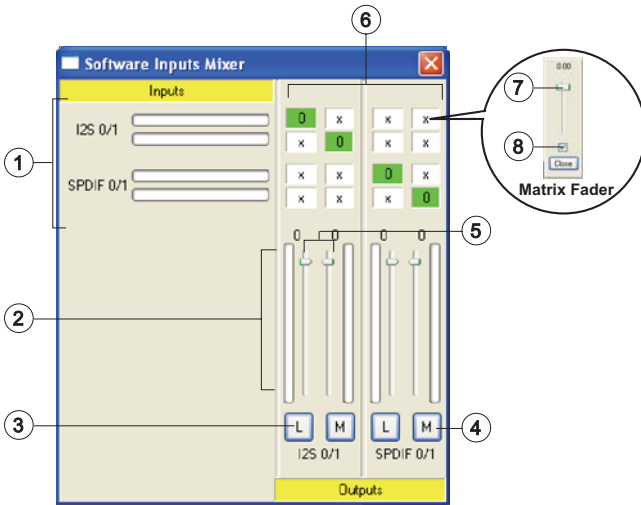 6
Software Inputs Mixer
Inputs
0 x x x
I2S 0/1
x 0 x x
x x 0 x
SPDIF 0/1
x x x 0
0 0 0 0
L M L M
I2S 0/1 SPDIF 0/1
Outputs
1
2
3
4
5
0.00
7
8
Close
Matrix Fader